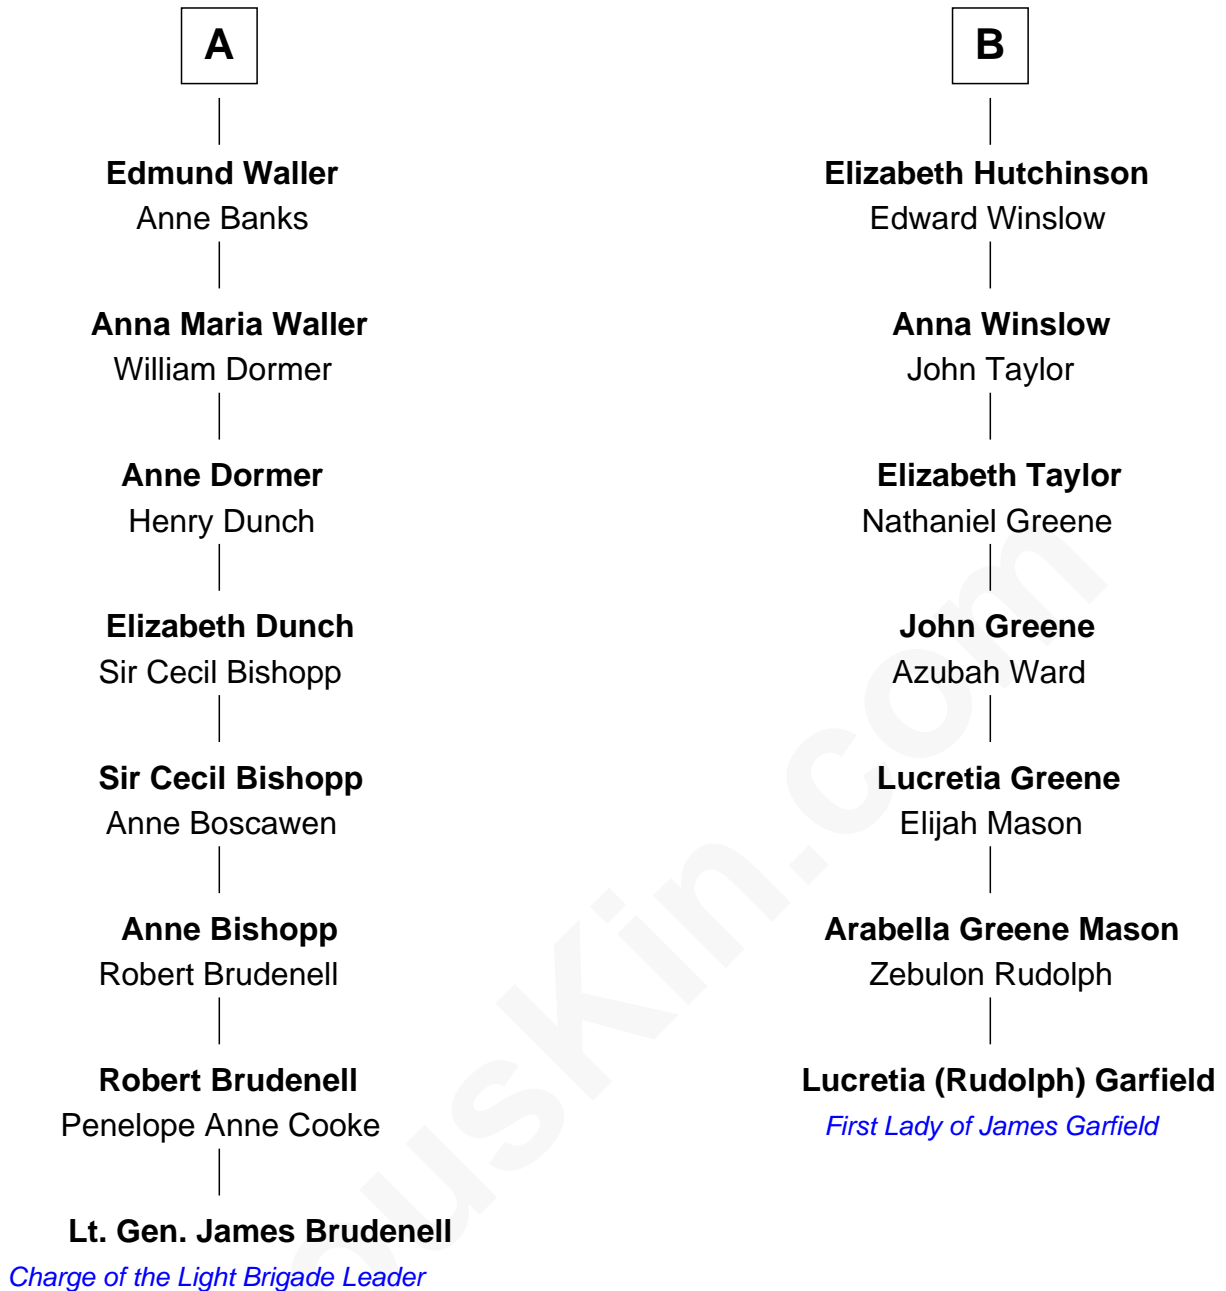 A
Edmund Waller
Anne Banks
Anna Maria Waller
William Dormer
Anne Dormer
Henry Dunch
Elizabeth Dunch
Sir Cecil Bishopp
Sir Cecil Bishopp
Anne Boscawen
Anne Bishopp
Robert Brudenell
Robert Brudenell
Penelope Anne Cooke
Lt. Gen. James Brudenell
Charge of the Light Brigade Leader
B
Elizabeth Hutchinson
Edward Winslow
Anna Winslow
John Taylor
Elizabeth Taylor
Nathaniel Greene
John Greene
Azubah Ward
Lucretia Greene
Elijah Mason
Arabella Greene Mason
Zebulon Rudolph
Lucretia (Rudolph) Garfield
First Lady of James Garfield
ousKin.com